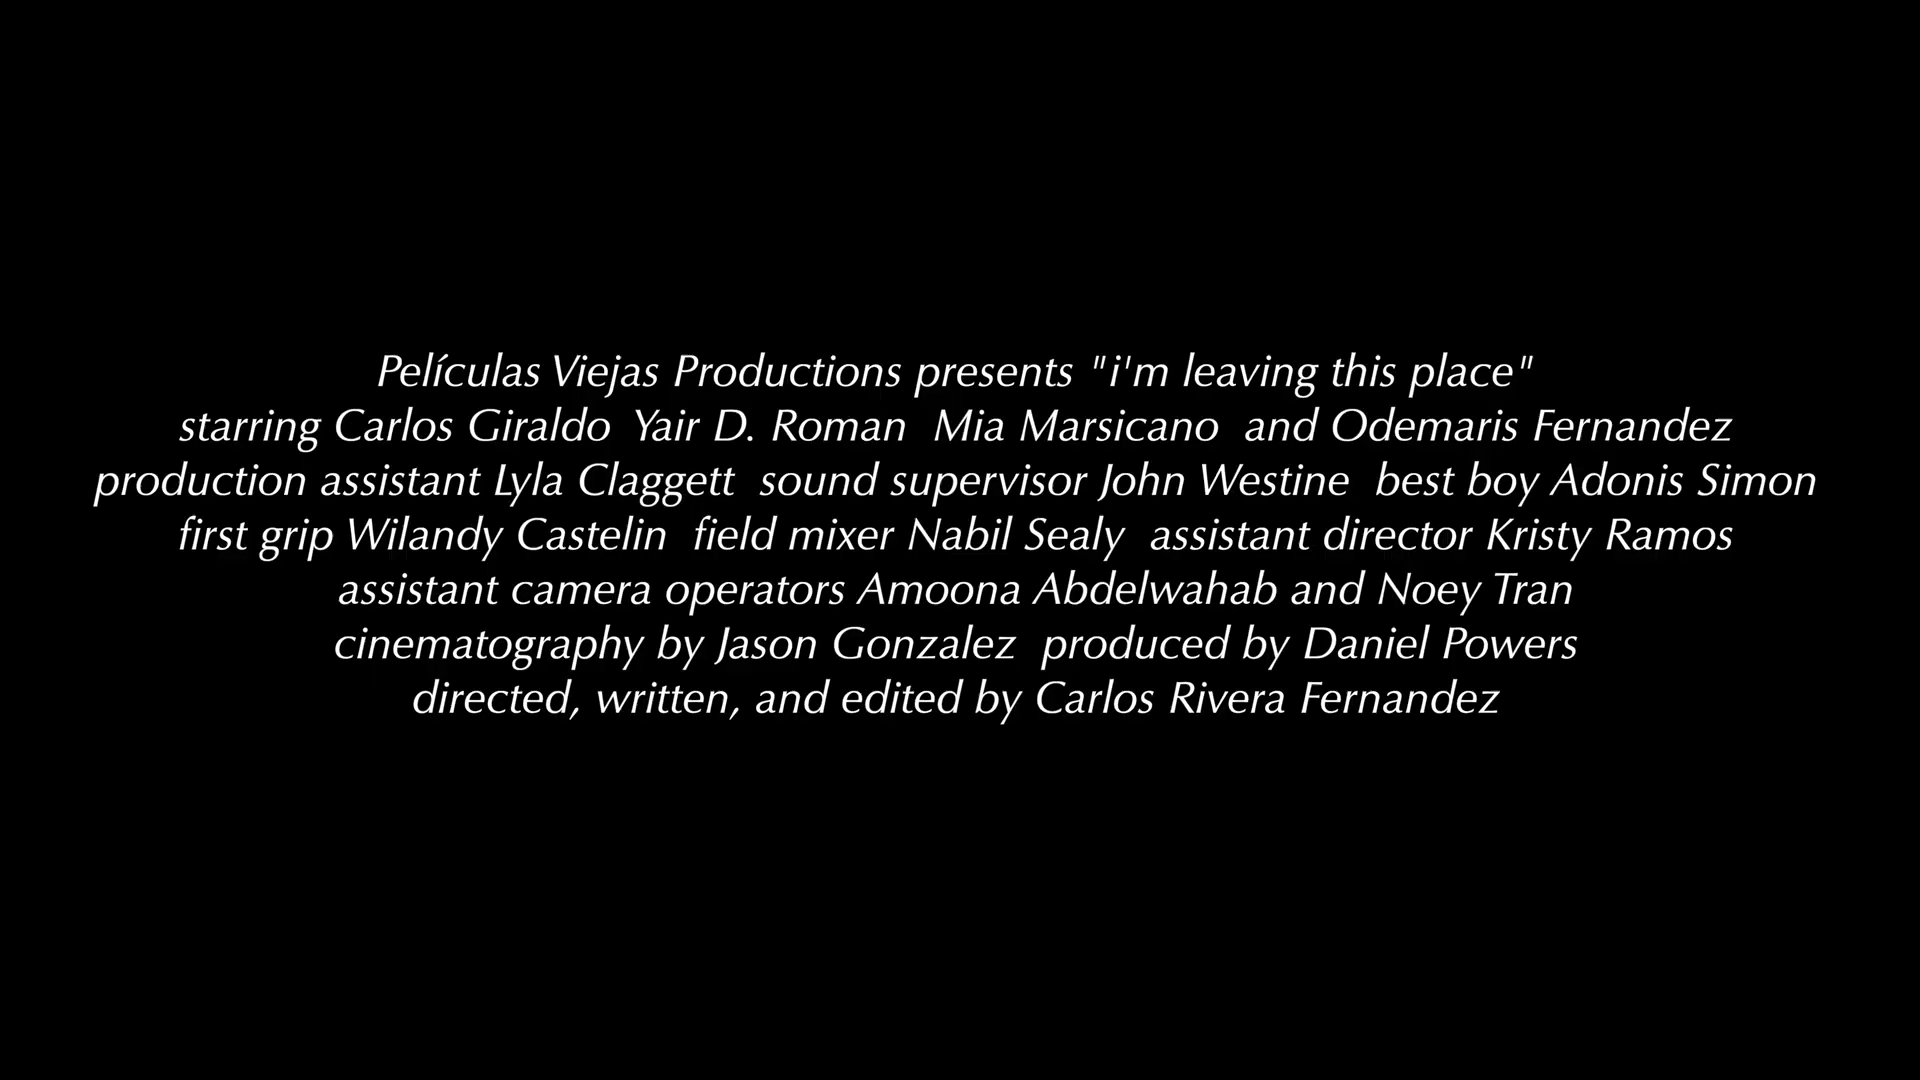 Películas Viejas Productions presents "i'm leaving this place"
starring Carlos Giraldo  Yair D. Roman  Mia Marsicano  and Odemaris Fernandez
production assistant Lyla Claggett  sound supervisor John Westine  best boy Adonis Simon
first grip Wilandy Castelin  field mixer Nabil Sealy  assistant director Kristy Ramos
assistant camera operators Amoona Abdelwahab and Noey Tran
cinematography by Jason Gonzalez  produced by Daniel Powers
directed, written, and edited by Carlos Rivera Fernandez